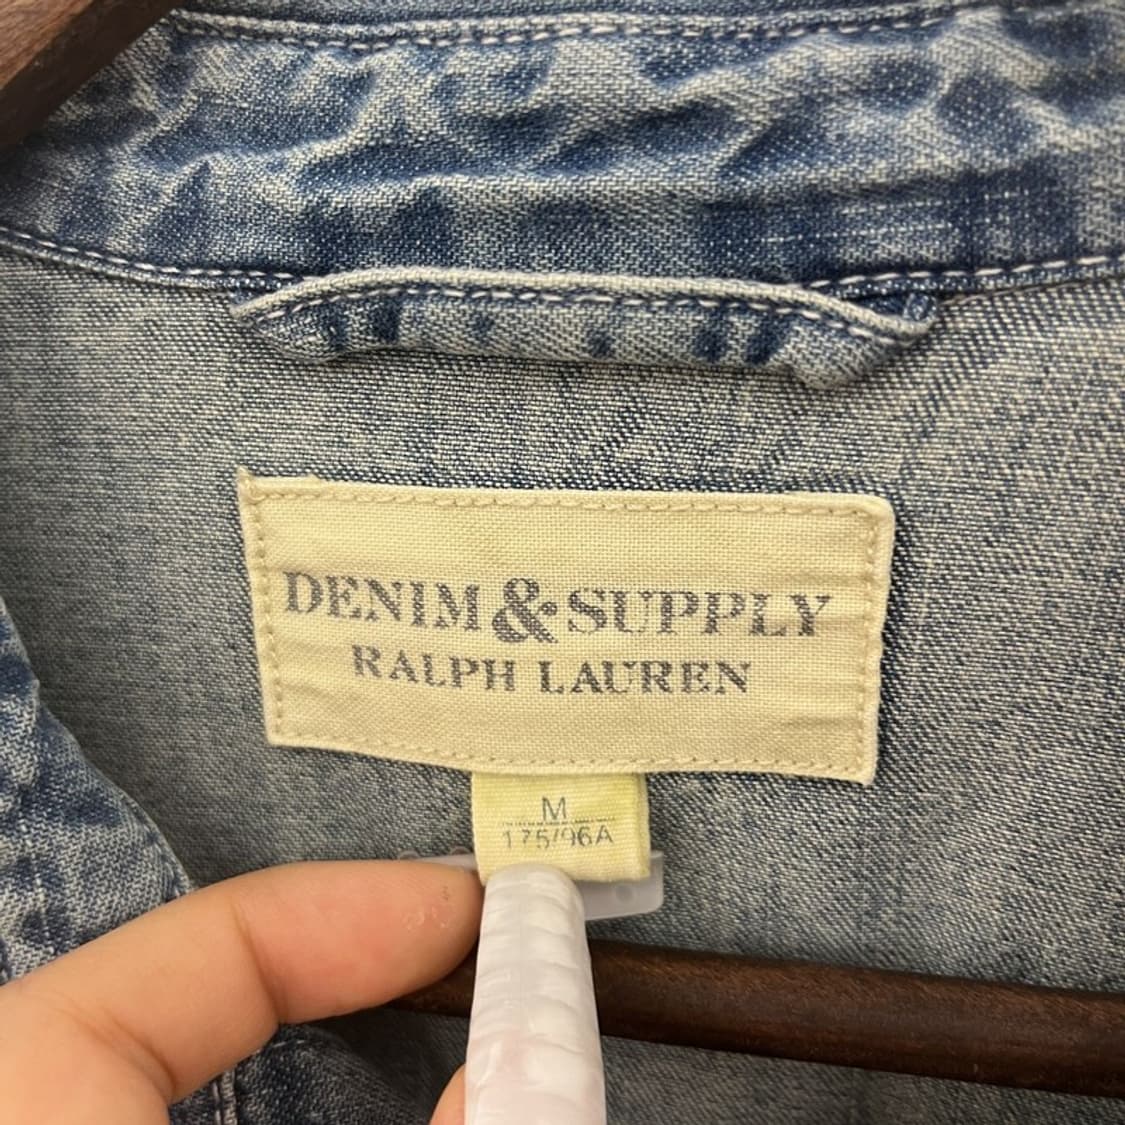 DENIM & SUPPLY
RALPH LAUREN
M
175/96A